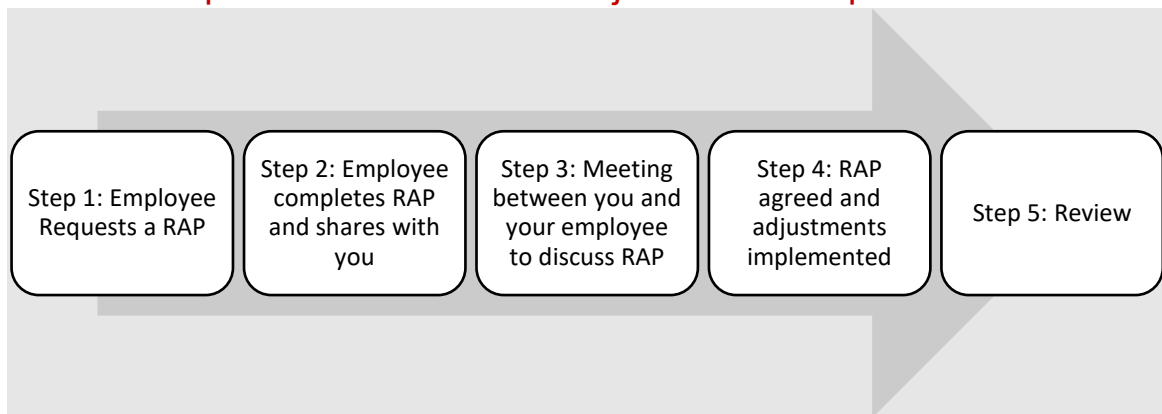 Step 1: Employee
Requests a RAP
Step 2: Employee
completes RAP
and shares with
you
Step 3: Meeting
between you and
your employee
to discuss RAP
Step 4: RAP
agreed and
adjustments
implemented
Step 5: Review